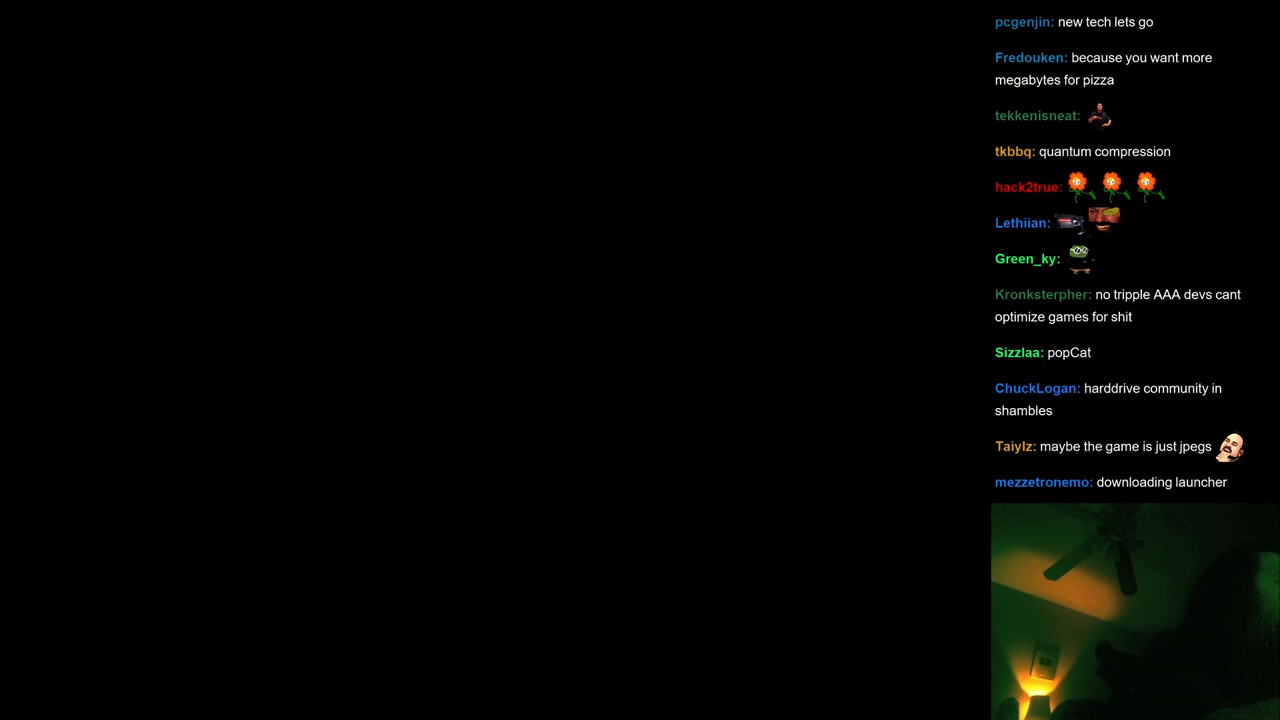 pcgenjin: new tech lets go
Fredouken: because you want more
megabytes for pizza
tekkenisneat:
tkbbq: quantum compression
hack2true:
Lethiian:
Green_ky:
Kronksterpher: no tripple AAA devs cant
optimize games for shit
Sizzlaa: popCat
ChuckLogan: harddrive community in
shambles
Taiylz: maybe the game is just jpegs
mezzetronemo: downloading launcher